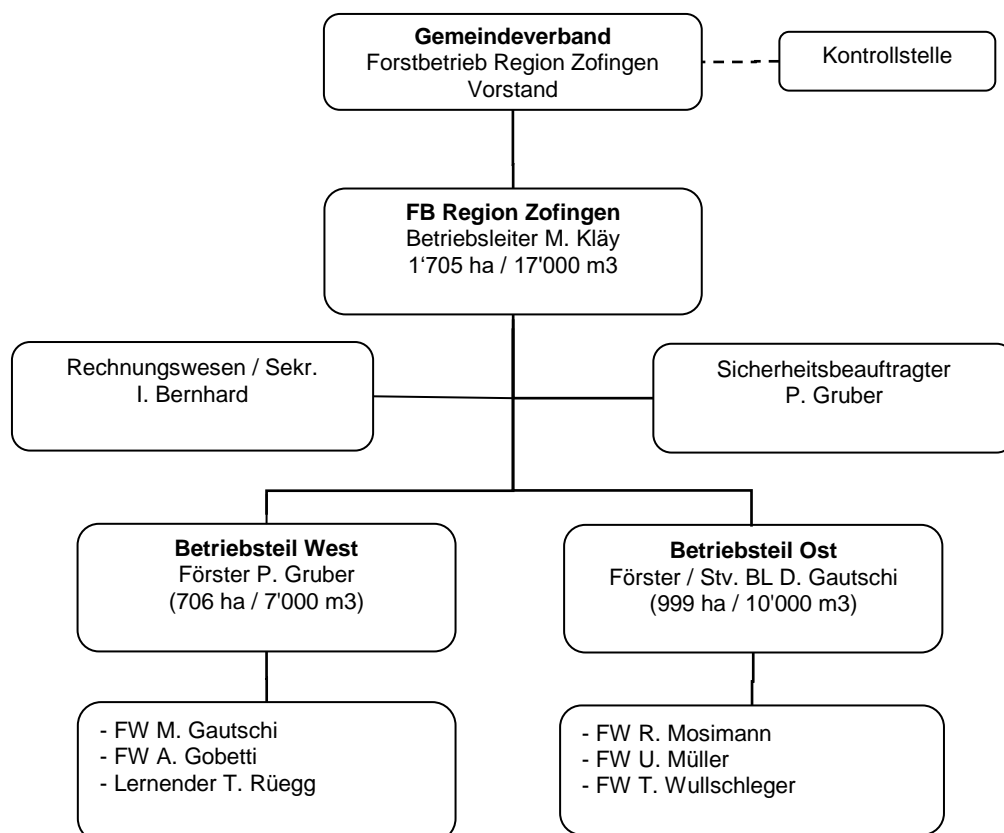 Gemeindeverband
Forstbetrieb Region Zofingen
Vorstand
Kontrollstelle
FB Region Zofingen
Betriebsleiter M. Kläy
1‘705 ha / 17'000 m3
Rechnungswesen / Sekr.
I. Bernhard
Sicherheitsbeauftragter
P. Gruber
Betriebsteil West
Förster P. Gruber
(706 ha / 7'000 m3)
Betriebsteil Ost
Förster / Stv. BL D. Gautschi
(999 ha / 10'000 m3)
- FW M. Gautschi
- FW A. Gobetti
- Lernender T. Rüegg
- FW R. Mosimann
- FW U. Müller
- FW T. Wullschleger